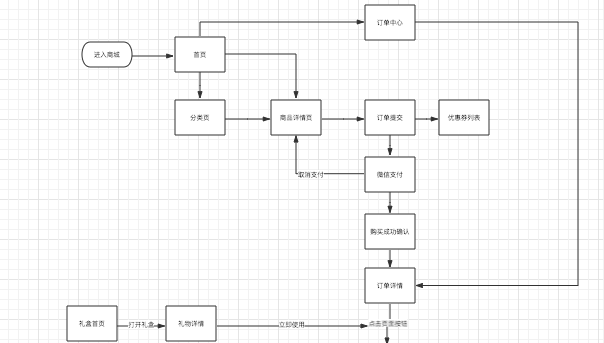 订单中心
进入商城
首页
分类页
商品详情页
订单提交
优惠券列表
取消支付
微信支付
购买成功确认
订单详情
礼盒首页
打开礼盒
礼物详情
立即使用
点击页面按钮